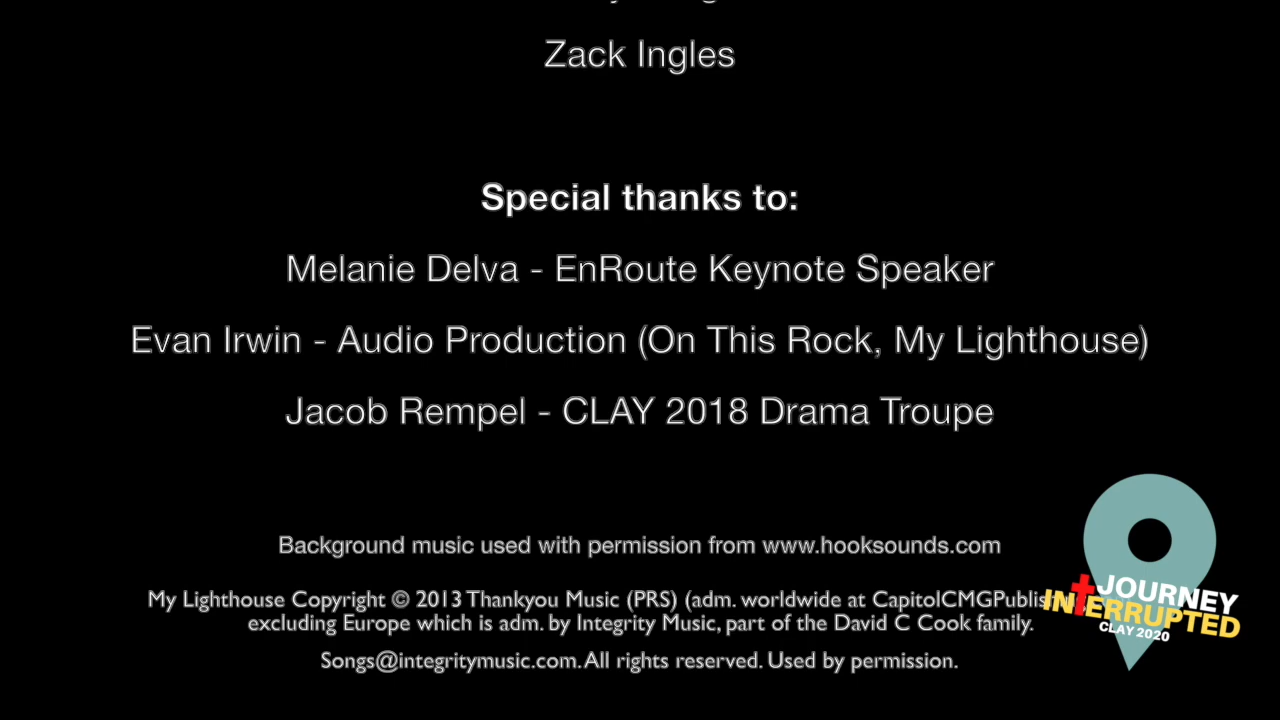 Zack Ingles
Special thanks to:
Melanie Delva - EnRoute Keynote Speaker
Evan Irwin - Audio Production (On This Rock, My Lighthouse)
Jacob Rempel - CLAY 2018 Drama Troupe
Background music used with permission from www.hooksounds.com
My Lighthouse Copyright © 2013 Thankyou Music (PRS) (adm. worldwide at
excluding Europe which is adm. by Integrity Music, part of the David C Cook family.
Songs@integritymusic.com. All rights reserved. Used by permission.
JOURNEY
INTERRUPTED
CLAY 2020